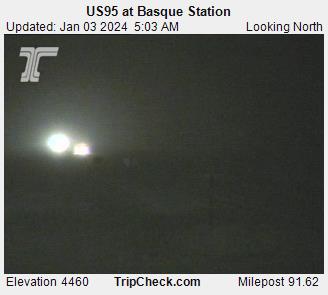 US95 at Basque Station
Updated: Jan 03 2024 5:03 AM Looking North
Elevation 4460 TripCheck.com Milepost 91.62